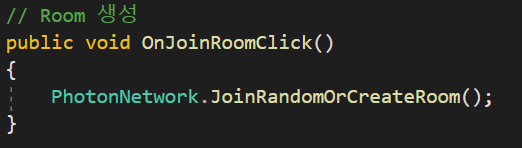 // Room 생성
public void OnJoinRoomClick()
{
PhotonNetwork.JoinRandomOrCreateRoom();
}